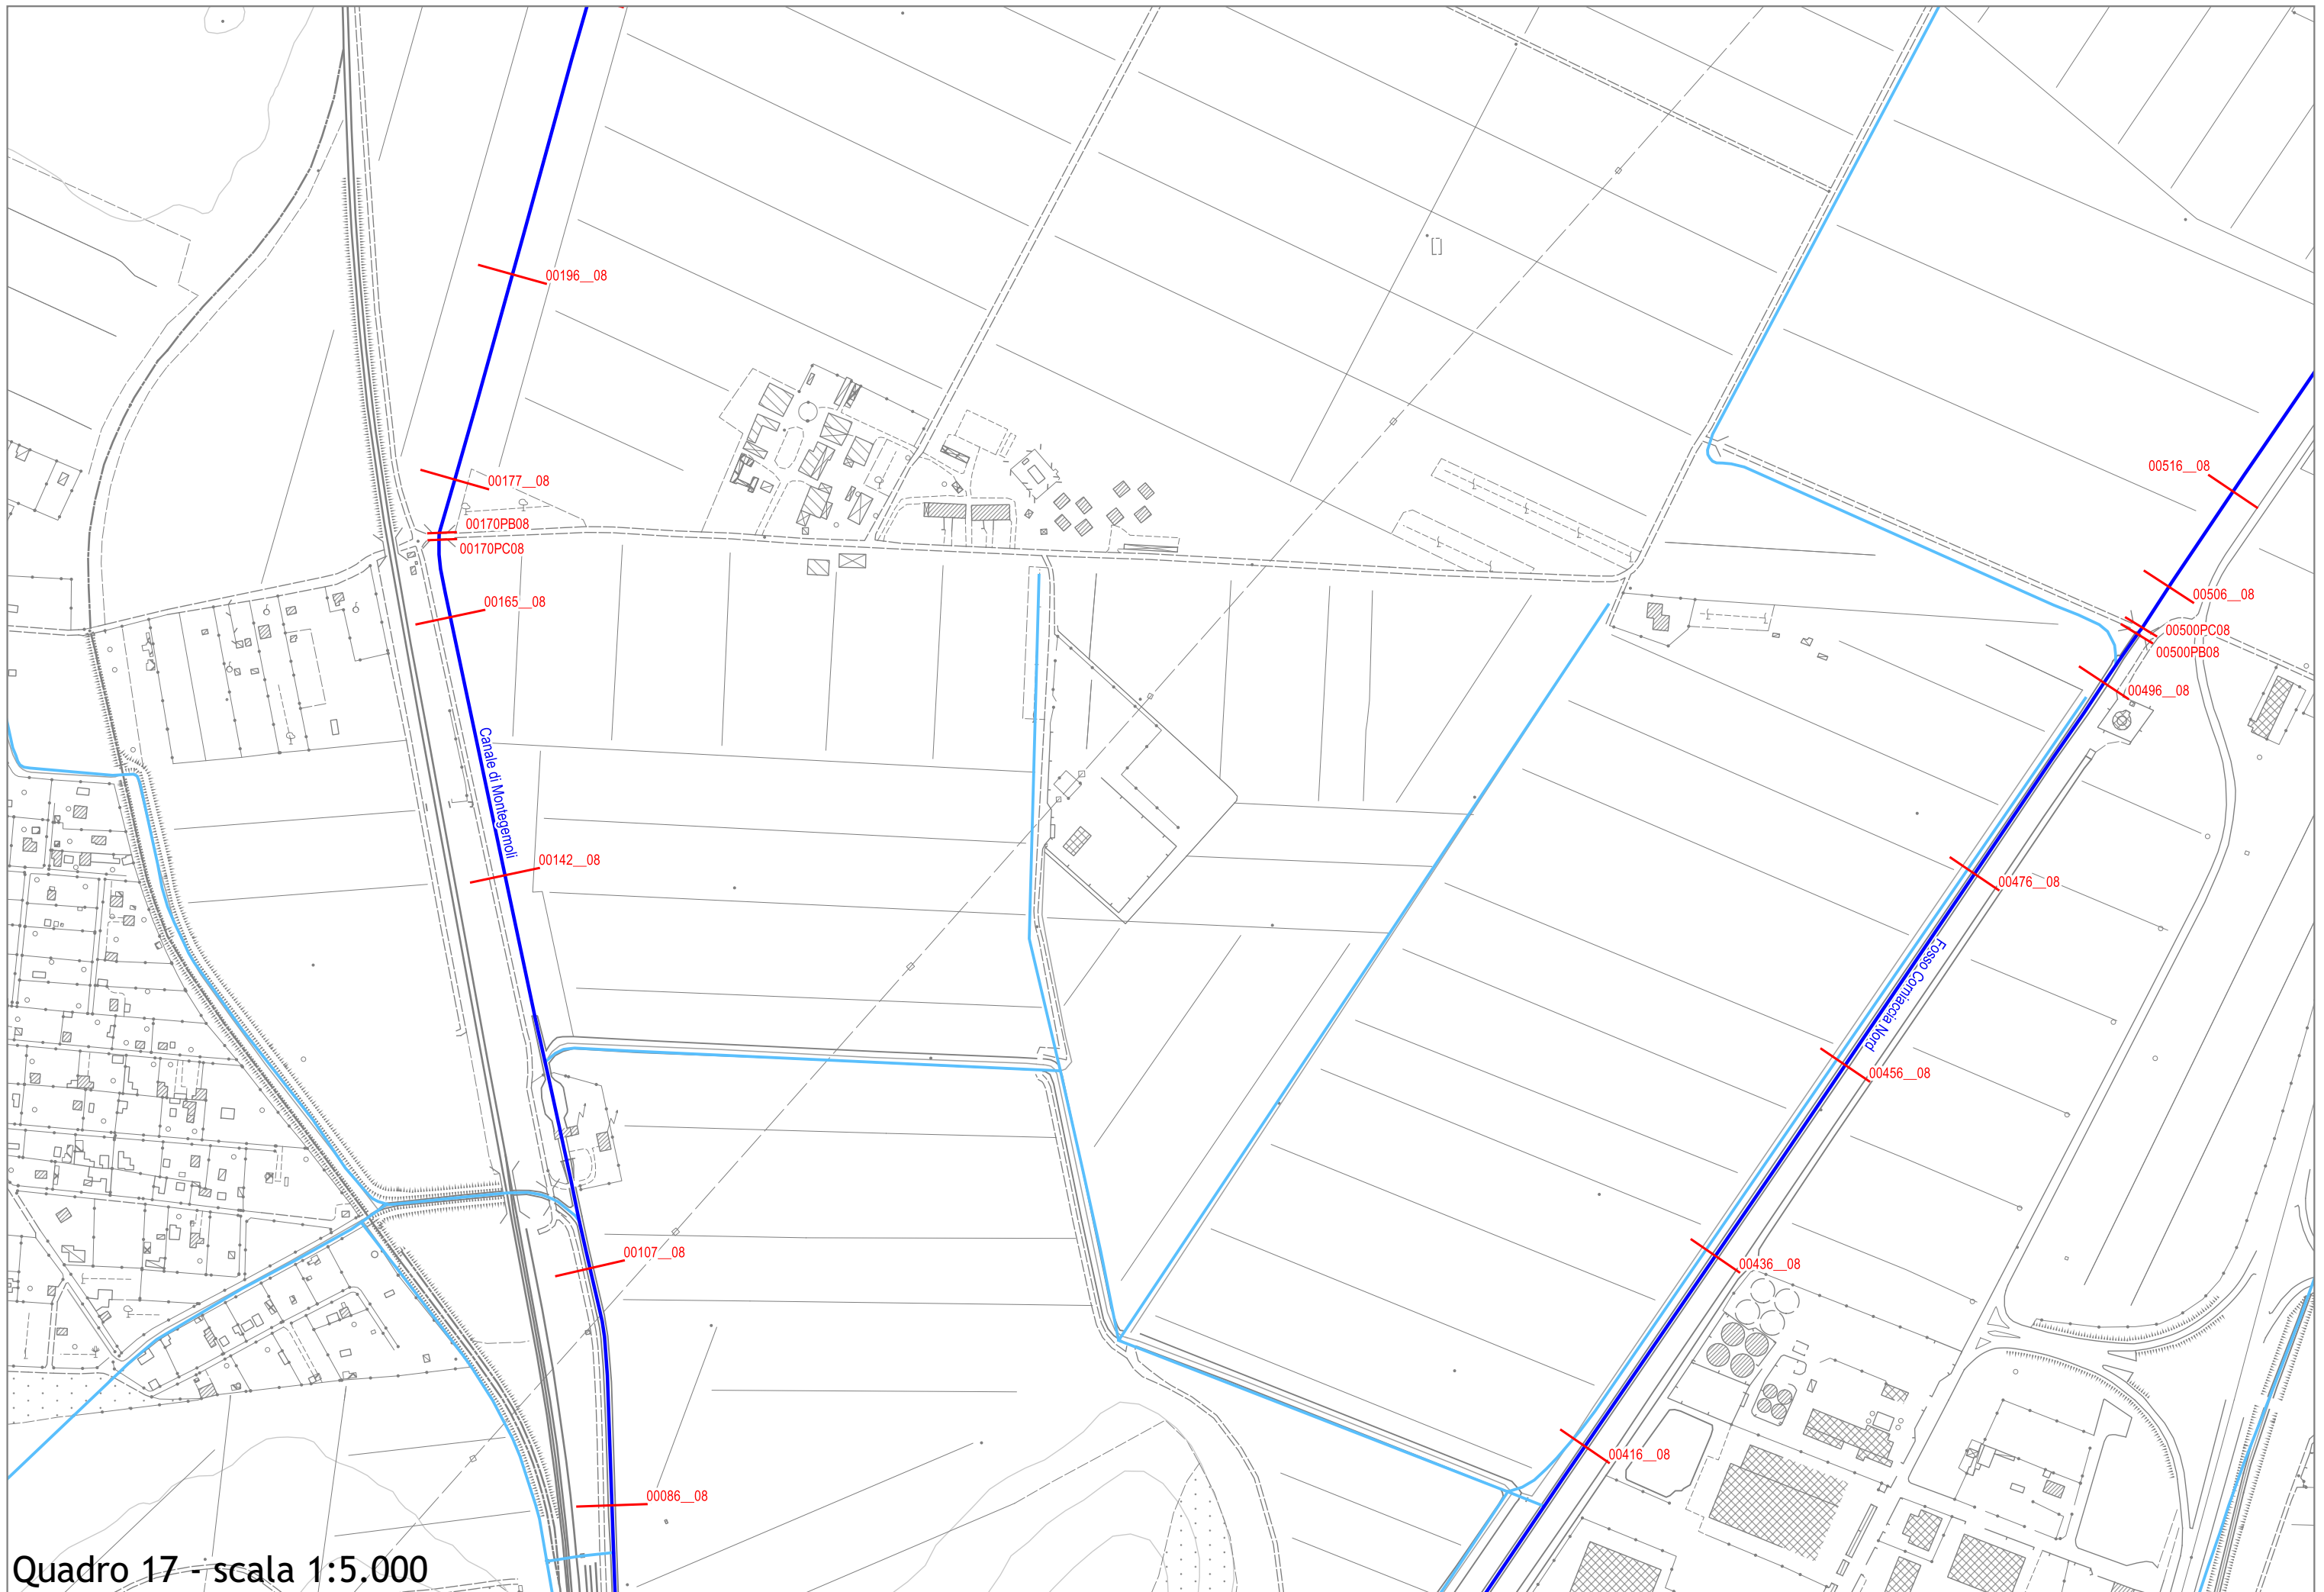 00196__08
00516__08
00177__08
00170PB08
00170PC08
00506__08
00165__08
00500PC08
00500PB08
00496__08
Canale di Montegemoli
00142__08
00476__08
Fosso Corniaccia Nord
00456__08
00107__08
00436__08
00416__08
00086__08
Quadro 17 - scala 1:5.000